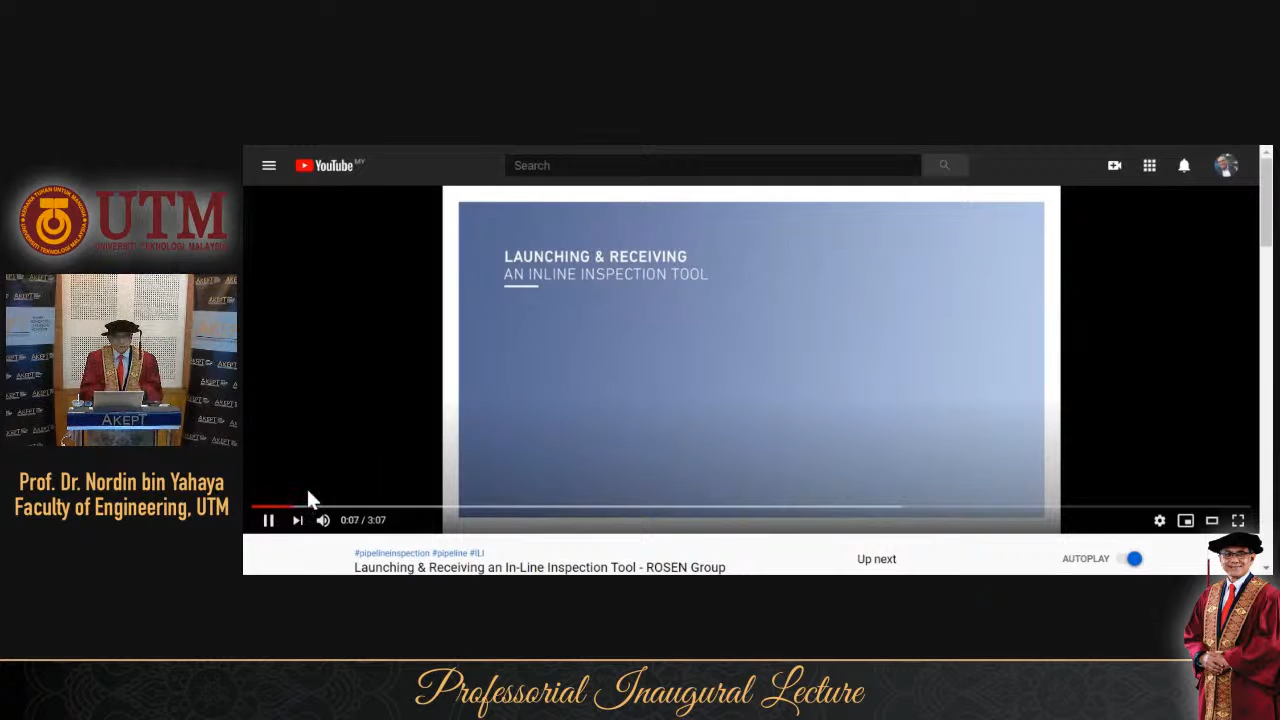 YouTube MY
Search
UTM
UNIVERSITI TEKNOLOGI MALAYSIA
LAUNCHING & RECEIVING
AN INLINE INSPECTION TOOL
AKEPT
Prof. Dr. Nordin bin Yahaya
Faculty of Engineering, UTM
0:07 / 3:07
#pipelineinspection #pipeline #ILI
Launching & Receiving an In-Line Inspection Tool - ROSEN Group
Up next
AUTOPLAY
Professorial Inaugural Lecture